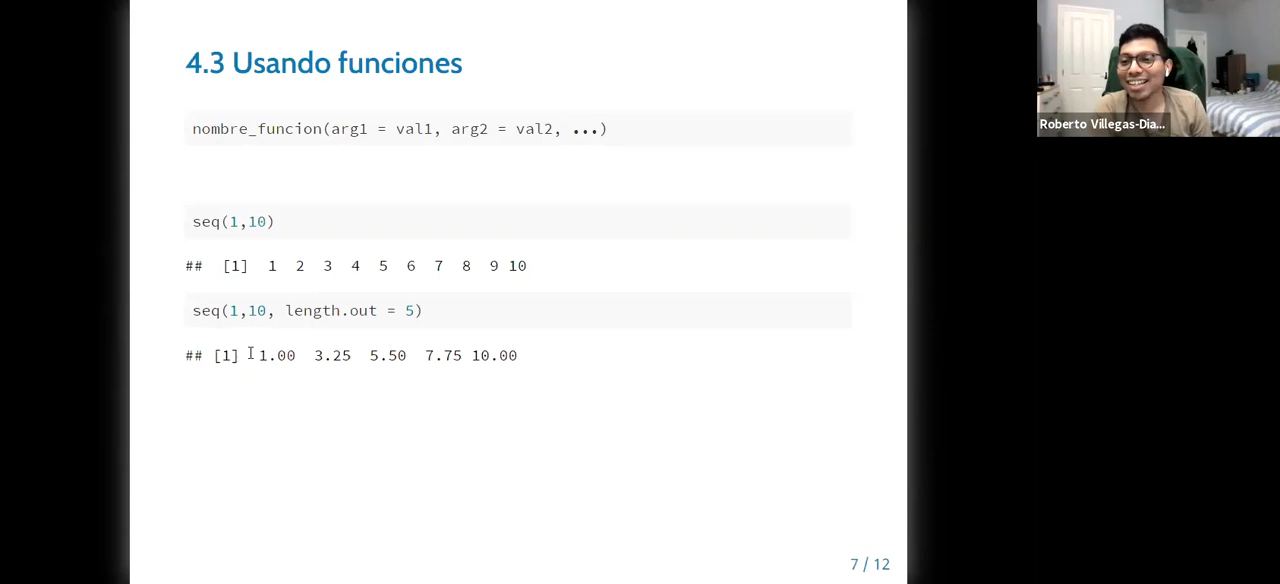 4.3 Usando funciones
nombre_funcion(arg1 = val1, arg2 = val2, ...)
seq(1,10)
## [1] 1 2 3 4 5 6 7 8 9 10
seq(1,10, length.out = 5)
## [1] 1.00 3.25 5.50 7.75 10.00
7 / 12
Roberto Villegas-Dia...